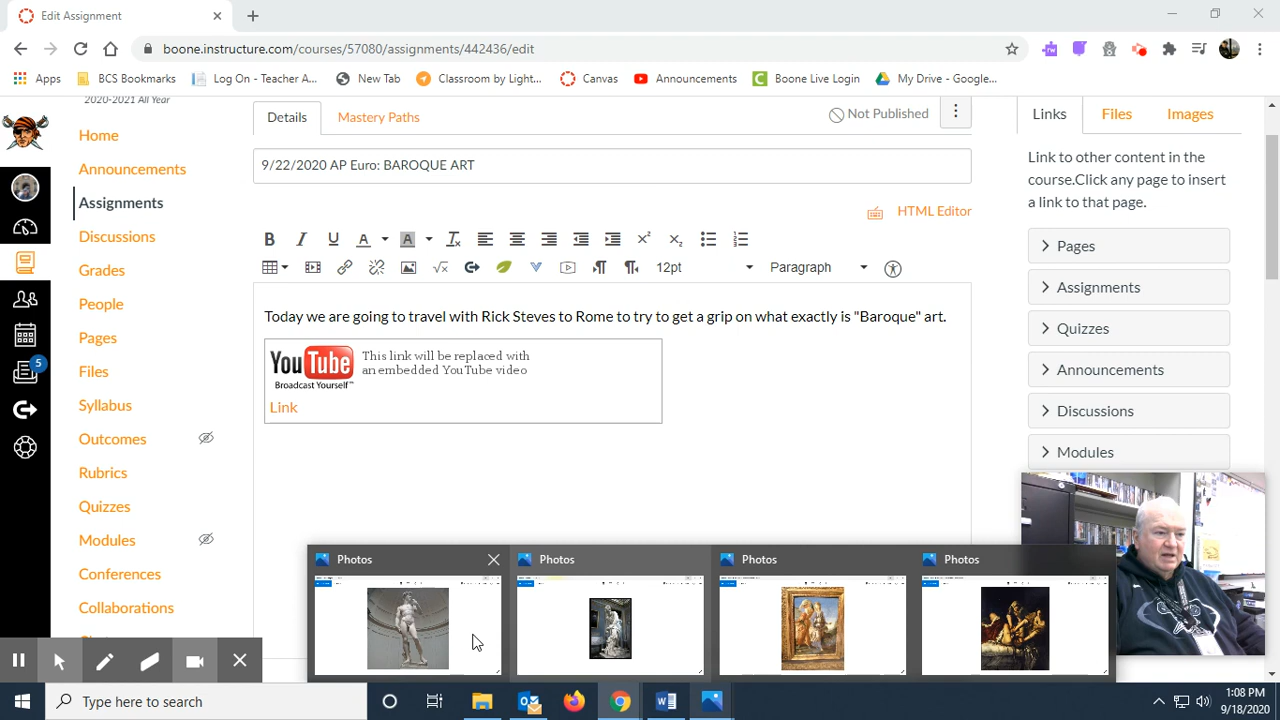 Edit Assignment
boone.instructure.com/courses/57080/assignments/442436/edit
Apps BCS Bookmarks Log On - Teacher A... New Tab Classroom by Light... Canvas Announcements Boone Live Login My Drive - Google...
2020-2021 All Year
Home
Announcements
Assignments
Discussions
Grades
People
Pages
Files
Syllabus
Outcomes
Rubrics
Quizzes
Modules
Conferences
Collaborations
5
Details Mastery Paths Not Published
9/22/2020 AP Euro: BAROQUE ART
HTML Editor
B I U A A
12pt Paragraph
Today we are going to travel with Rick Steves to Rome to try to get a grip on what exactly is "Baroque" art.
YouTube This link will be replaced with
Broadcast Yourself™ an embedded YouTube video
Link
Links Files Images
Link to other content in the
course.Click any page to insert
a link to that page.
Pages
Assignments
Quizzes
Announcements
Discussions
Modules
Photos Photos Photos Photos
Type here to search
1:08 PM
9/18/2020